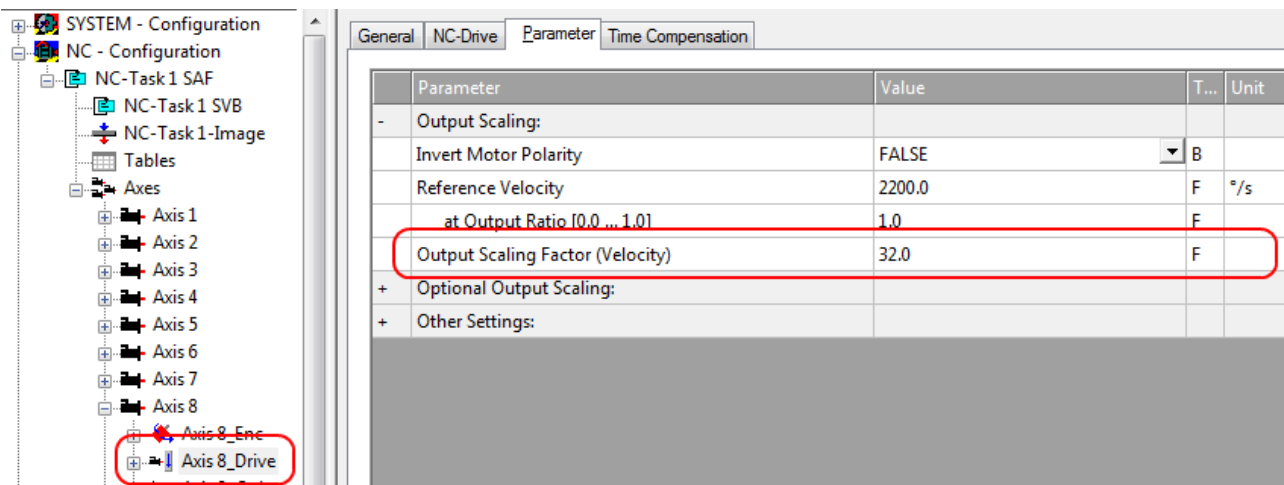 SYSTEM - Configuration
NC - Configuration
NC-Task 1 SAF
NC-Task 1 SVB
NC-Task 1-Image
Tables
Axes
Axis 1
Axis 2
Axis 3
Axis 4
Axis 5
Axis 6
Axis 7
Axis 8
Axis 8_Enc
Axis 8_Drive
General NC-Drive Parameter Time Compensation
Parameter Value T... Unit
- Output Scaling:
Invert Motor Polarity FALSE B
Reference Velocity 2200.0 F °/s
at Output Ratio [0.0 ... 1.0] 1.0 F
Output Scaling Factor (Velocity) 32.0 F
+ Optional Output Scaling:
+ Other Settings: